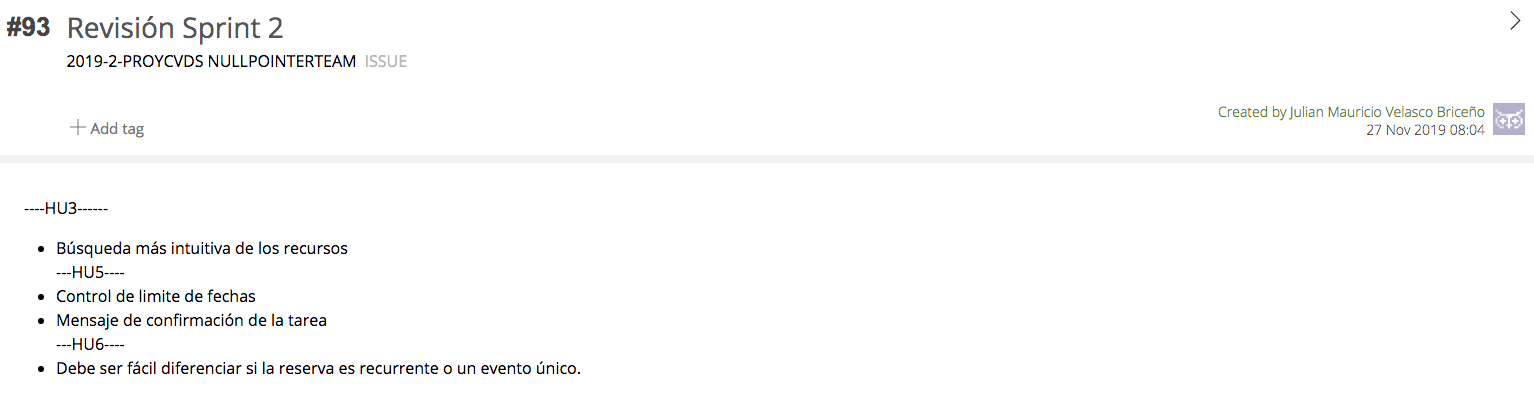 #93 Revisión Sprint 2
2019-2-PROYCVDS NULLPOINTERTEAM ISSUE
Add tag
Created by Julian Mauricio Velasco Briceño
27 Nov 2019 08:04
----HU3------
Búsqueda más intuitiva de los recursos
---HU5----
Control de limite de fechas
Mensaje de confirmación de la tarea
---HU6----
Debe ser fácil diferenciar si la reserva es recurrente o un evento único.